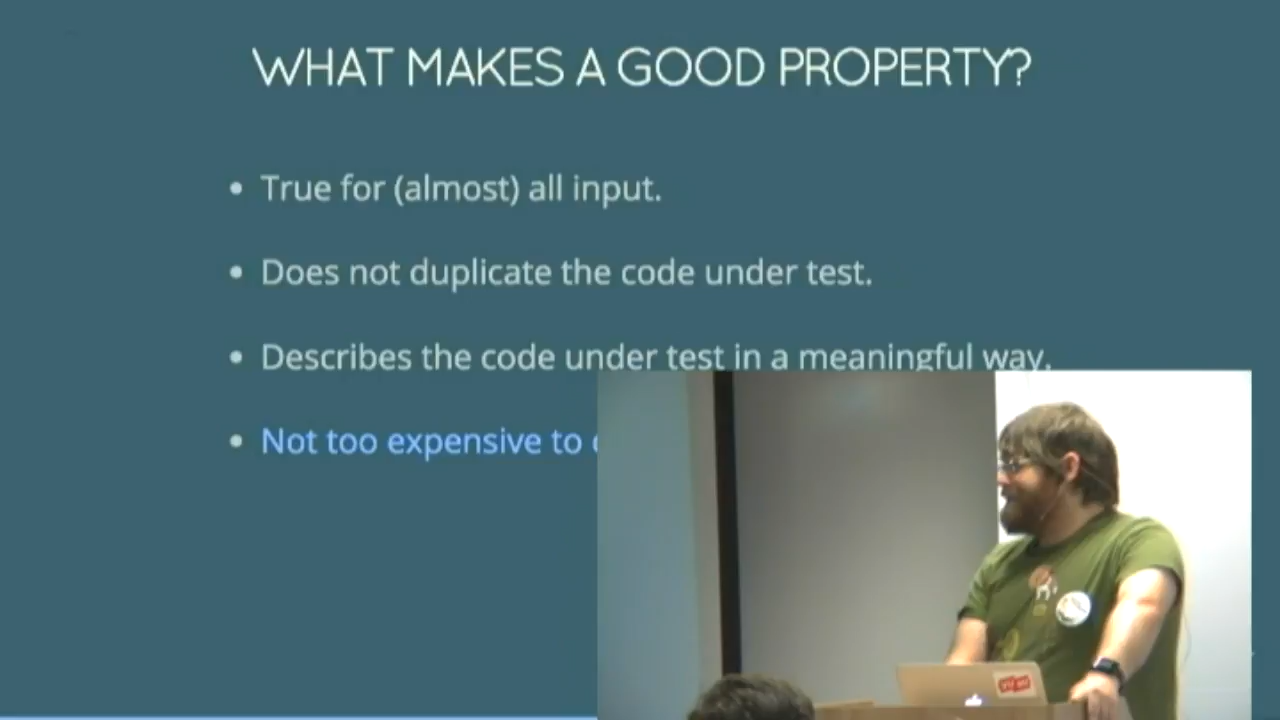 WHAT MAKES A GOOD PROPERTY?
True for (almost) all input.
Does not duplicate the code under test.
Describes the code under test in a meaningful way.
Not too expensive to